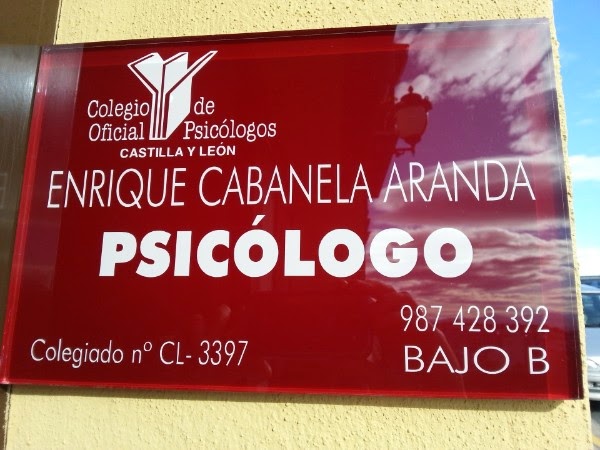 Colegio de
Oficial Psicólogos
CASTILLA Y LEÓN
ENRIQUE CABANELA ARANDA
PSICÓLOGO
987 428 392
Colegiado nº CL- 3397
BAJO B